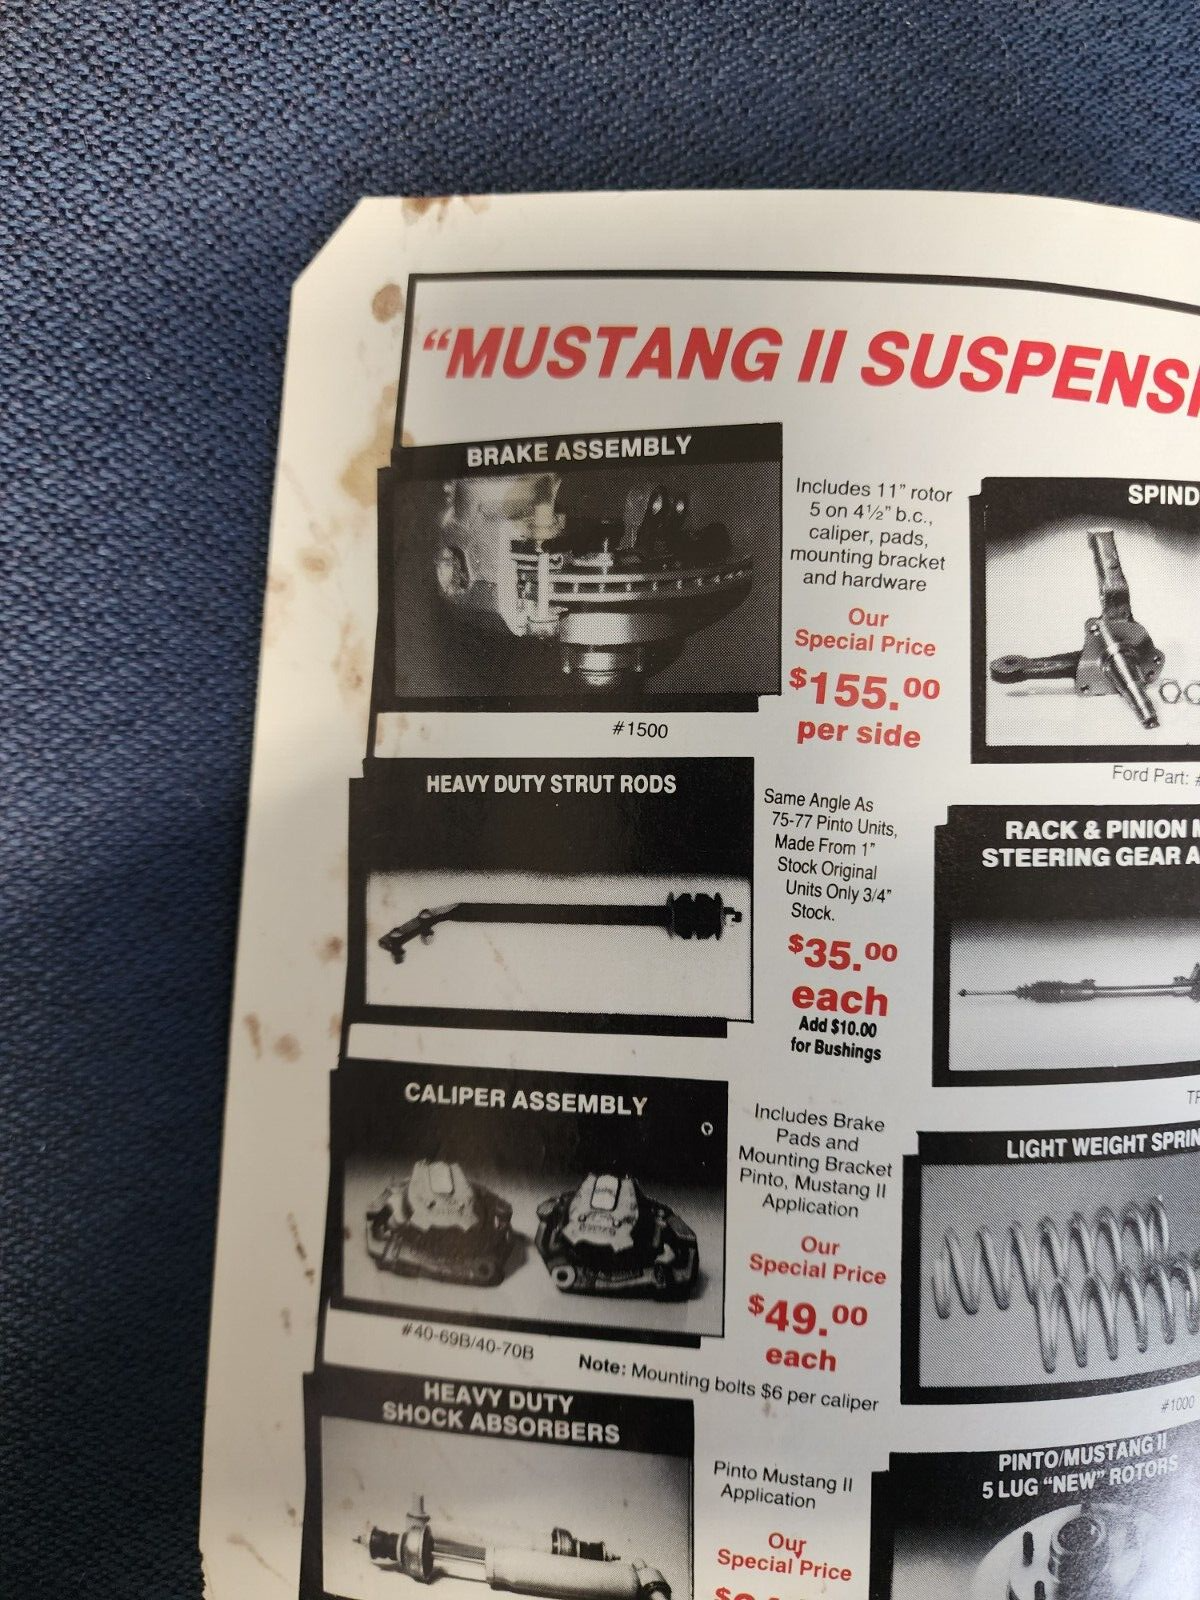 "MUSTANG II
BRAKE ASSEMBLY
Includes 11" rotor
5 on 4½" b.c.,
caliper, pads,
mounting bracket
and hardware
Our
Special Price
$155.00
per side
#1500
HEAVY DUTY STRUT RODS
Same Angle As
75-77 Pinto Units,
Made From 1"
Stock Original
Units Only 3/4"
Stock.
$35.00
each
Add $10.00
for Bushings
CALIPER ASSEMBLY
Includes Brake
Pads and
Mounting Bracket
Pinto, Mustang II
Application
Our
Special Price
$49.00
each
#40-69B/40-70B
Note: Mounting bolts $6 per caliper
HEAVY DUTY
SHOCK ABSORBERS
Pinto Mustang II
Application
Our
Special Price
Ford Part:
RACK & PINION
STEERING GEAR
LIGHT WEIGHT
#1000
PINTO/MUSTANG II
5 LUG "NEW" ROTORS